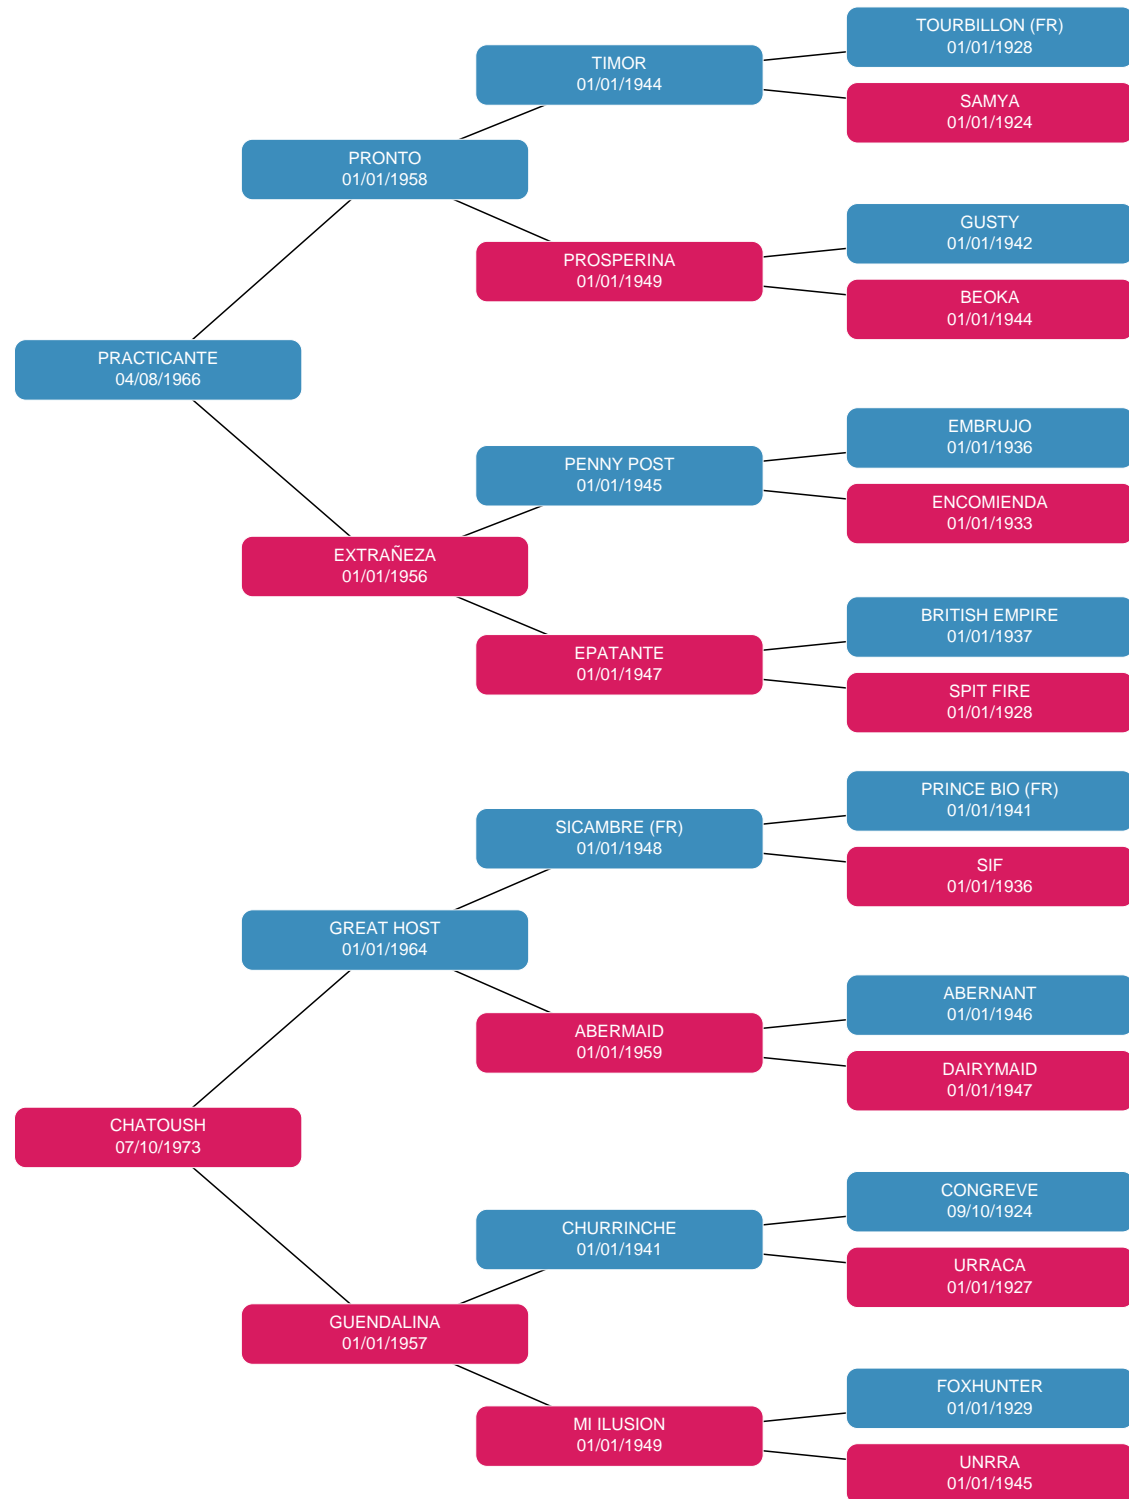 TOURBILLON (FR)
01/01/1928
TIMOR
01/01/1944
SAMYA
01/01/1924
PRONTO
01/01/1958
GUSTY
01/01/1942
PROSPERINA
01/01/1949
BEOKA
01/01/1944
PRACTICANTE
04/08/1966
EMBRUJO
01/01/1936
PENNY POST
01/01/1945
ENCOMIENDA
01/01/1933
EXTRAÑEZA
01/01/1956
BRITISH EMPIRE
01/01/1937
EPATANTE
01/01/1947
SPIT FIRE
01/01/1928
PRINCE BIO (FR)
01/01/1941
SICAMBRE (FR)
01/01/1948
SIF
01/01/1936
GREAT HOST
01/01/1964
ABERNANT
01/01/1946
ABERMAID
01/01/1959
DAIRYMAID
01/01/1947
CHATOUSH
07/10/1973
CONGREVE
09/10/1924
CHURRINCHE
01/01/1941
URRACA
01/01/1927
GUENDALINA
01/01/1957
FOXHUNTER
01/01/1929
MI ILUSION
01/01/1949
UNRRA
01/01/1945